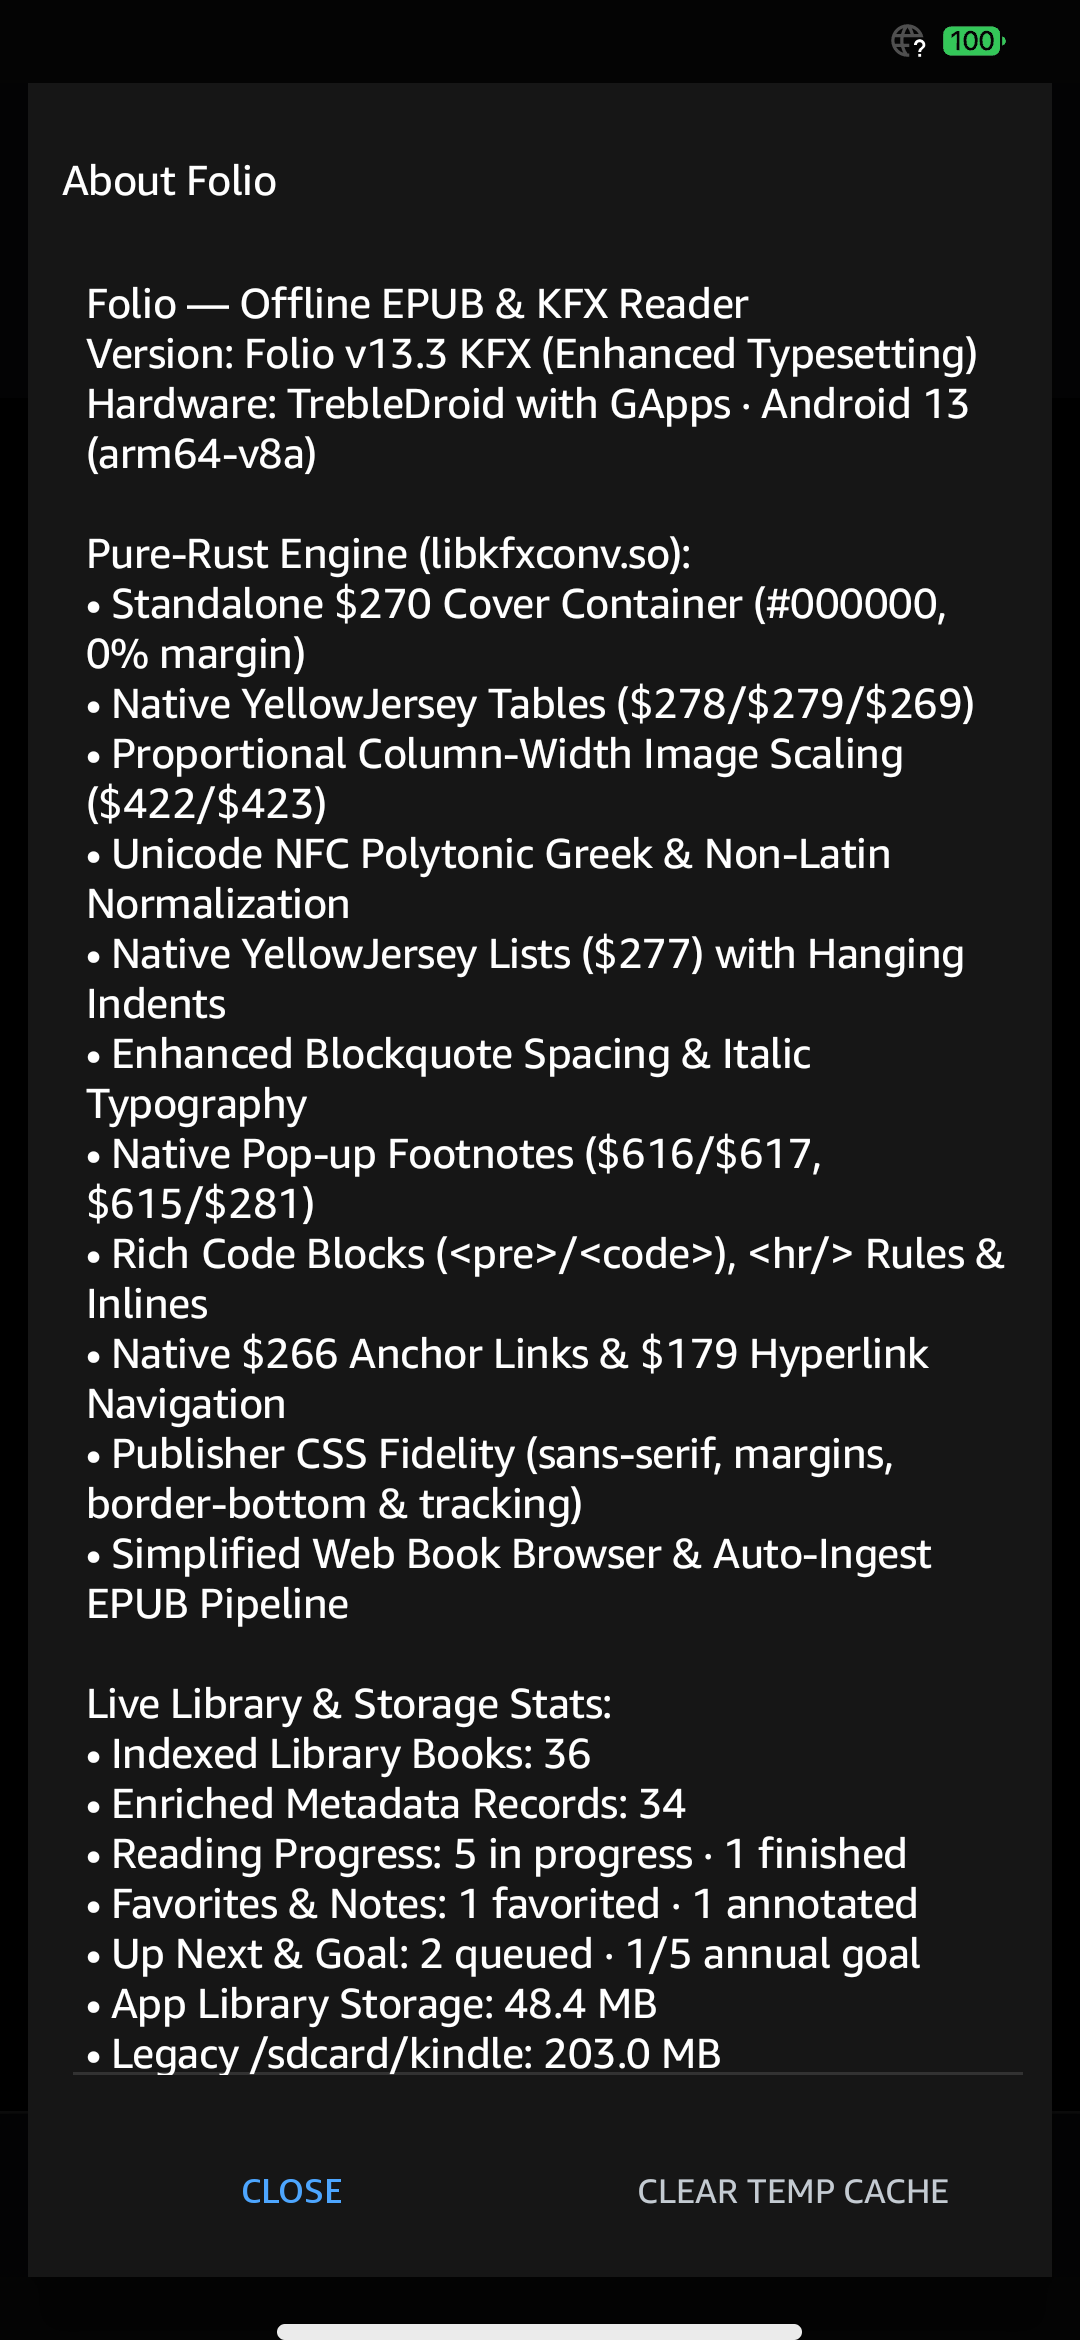 100
About Folio
Folio — Offline EPUB & KFX Reader
Version: Folio v13.3 KFX (Enhanced Typesetting)
Hardware: TrebleDroid with GApps · Android 13
(arm64-v8a)
Pure-Rust Engine (libkfxconv.so):
• Standalone $270 Cover Container (#000000,
0% margin)
• Native YellowJersey Tables ($278/$279/$269)
• Proportional Column-Width Image Scaling
($422/$423)
• Unicode NFC Polytonic Greek & Non-Latin
Normalization
• Native YellowJersey Lists ($277) with Hanging
Indents
• Enhanced Blockquote Spacing & Italic
Typography
• Native Pop-up Footnotes ($616/$617,
$615/$281)
• Rich Code Blocks (<pre>/<code>), <hr/> Rules &
Inlines
• Native $266 Anchor Links & $179 Hyperlink
Navigation
• Publisher CSS Fidelity (sans-serif, margins,
border-bottom & tracking)
• Simplified Web Book Browser & Auto-Ingest
EPUB Pipeline
Live Library & Storage Stats:
• Indexed Library Books: 36
• Enriched Metadata Records: 34
• Reading Progress: 5 in progress · 1 finished
• Favorites & Notes: 1 favorited · 1 annotated
• Up Next & Goal: 2 queued · 1/5 annual goal
• App Library Storage: 48.4 MB
• Legacy /sdcard/kindle: 203.0 MB
CLOSE
CLEAR TEMP CACHE